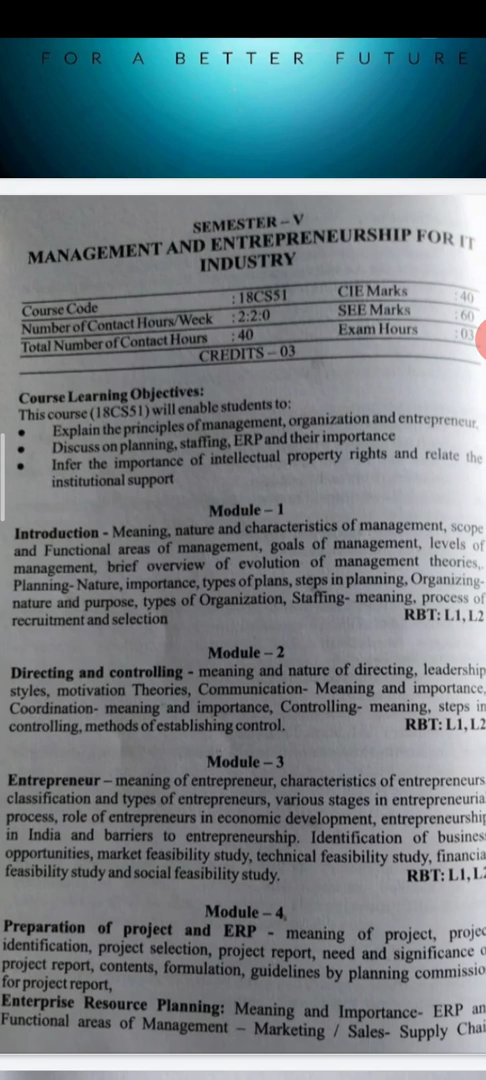 FOR A BETTER FUTURE
SEMESTER – V
MANAGEMENT AND ENTREPRENEURSHIP FOR IT
INDUSTRY
Course Code : 18CS51 CIE Marks : 40
Number of Contact Hours/Week : 2:2:0 SEE Marks : 60
Total Number of Contact Hours : 40 Exam Hours : 03
CREDITS – 03
Course Learning Objectives:
This course (18CS51) will enable students to:
• Explain the principles of management, organization and entrepreneur,
• Discuss on planning, staffing, ERP and their importance
• Infer the importance of intellectual property rights and relate the
institutional support
Module – 1
Introduction - Meaning, nature and characteristics of management, scope
and Functional areas of management, goals of management, levels of
management, brief overview of evolution of management theories,.
Planning- Nature, importance, types of plans, steps in planning, Organizing-
nature and purpose, types of Organization, Staffing- meaning, process of
recruitment and selection RBT: L1, L2
Module – 2
Directing and controlling - meaning and nature of directing, leadership
styles, motivation Theories, Communication- Meaning and importance,
Coordination- meaning and importance, Controlling- meaning, steps in
controlling, methods of establishing control. RBT: L1, L2
Module – 3
Entrepreneur – meaning of entrepreneur, characteristics of entrepreneurs
classification and types of entrepreneurs, various stages in entrepreneuria
process, role of entrepreneurs in economic development, entrepreneurship
in India and barriers to entrepreneurship. Identification of busines
opportunities, market feasibility study, technical feasibility study, financia
feasibility study and social feasibility study. RBT: L1, L2
Module – 4
Preparation of project and ERP - meaning of project, projec
identification, project selection, project report, need and significance o
project report, contents, formulation, guidelines by planning commissio
for project report,
Enterprise Resource Planning: Meaning and Importance- ERP an
Functional areas of Management – Marketing / Sales- Supply Chai